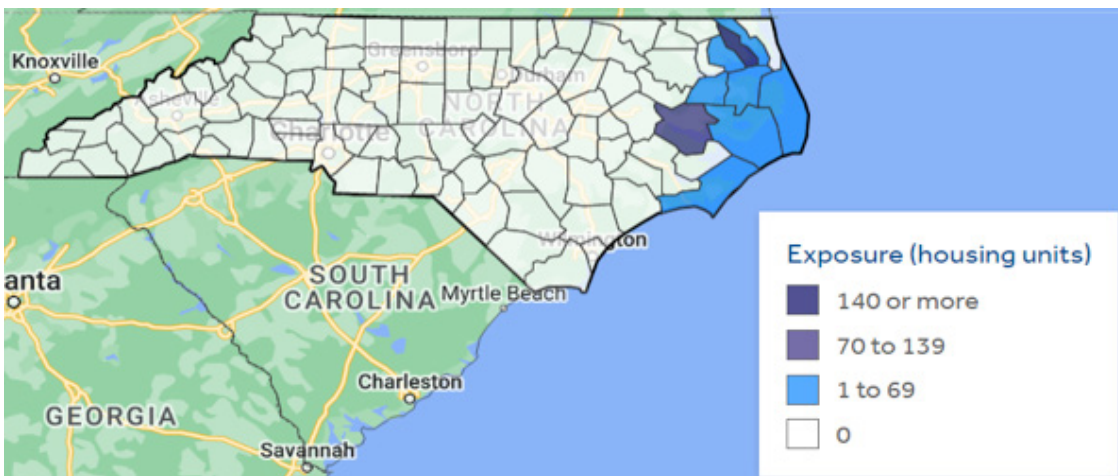 Knoxville
Greensboro
Durham
Asheville
NORTH
CAROLINA
Charlotte
Wilmington
anta
SOUTH
CAROLINA
Myrtle Beach
Charleston
GEORGIA
Savannah
Exposure (housing units)
140 or more
70 to 139
1 to 69
0